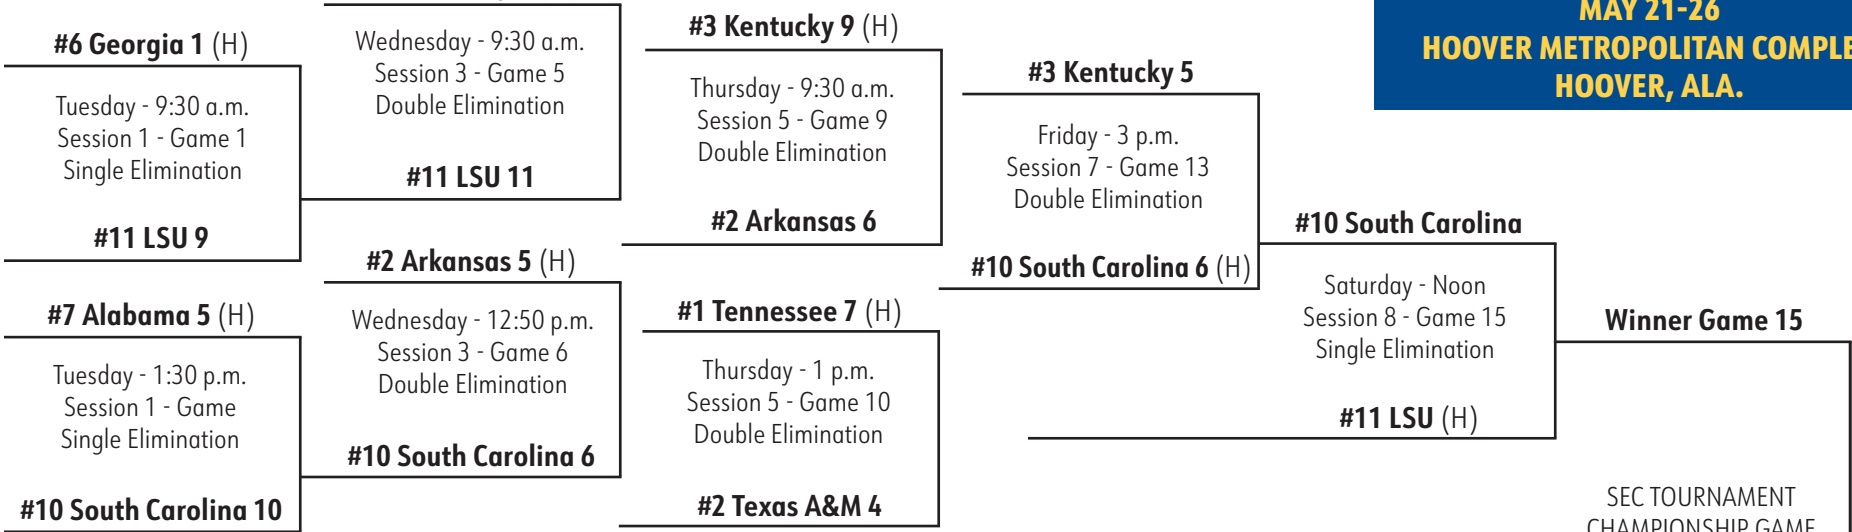 #6 Georgia 1 (H)
Tuesday - 9:30 a.m.
Session 1 - Game 1
Single Elimination
#11 LSU 9
#7 Alabama 5 (H)
Tuesday - 1:30 p.m.
Session 1 - Game
Single Elimination
#10 South Carolina 10
Wednesday - 9:30 a.m.
Session 3 - Game 5
Double Elimination
#11 LSU 11
#2 Arkansas 5 (H)
Wednesday - 12:50 p.m.
Session 3 - Game 6
Double Elimination
#10 South Carolina 6
#3 Kentucky 9 (H)
Thursday - 9:30 a.m.
Session 5 - Game 9
Double Elimination
#2 Arkansas 6
#1 Tennessee 7 (H)
Thursday - 1 p.m.
Session 5 - Game 10
Double Elimination
#2 Texas A&M 4
#3 Kentucky 5
Friday - 3 p.m.
Session 7 - Game 13
Double Elimination
#10 South Carolina 6 (H)
#10 South Carolina
Saturday - Noon
Session 8 - Game 15
Single Elimination
#11 LSU (H)
MAY 21-26
HOOVER METROPOLITAN COMPLE
HOOVER, ALA.
Winner Game 15
SEC TOURNAMENT
CHAMPIONSHIP GAME